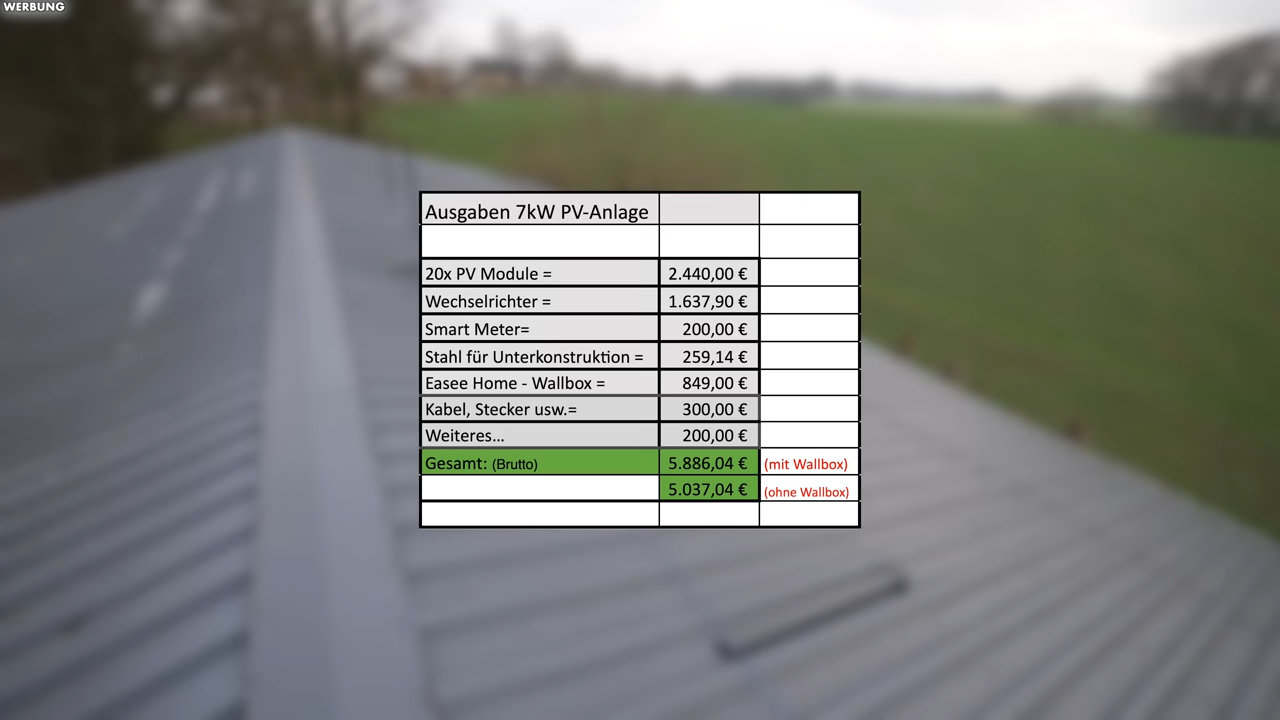 WERBUNG
Ausgaben 7kW PV-Anlage
20x PV Module = 2.440,00 €
Wechselrichter = 1.637,90 €
Smart Meter= 200,00 €
Stahl für Unterkonstruktion = 259,14 €
Easee Home - Wallbox = 849,00 €
Kabel, Stecker usw.= 300,00 €
Weiteres... 200,00 €
Gesamt: (Brutto) 5.886,04 € (mit Wallbox)
5.037,04 € (ohne Wallbox)